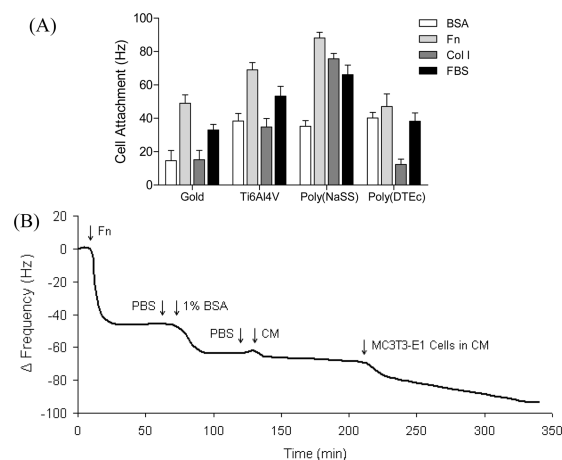 (A)
Cell Attachment (Hz)
100
80
60
40
20
0
BSA
Fn
Col I
FBS
Gold
Ti6Al4V
Poly(NaSS)
Poly(DTEc)
(B)
Δ Frequency (Hz)
20
0
-20
-40
-60
-80
-100
Fn
PBS
1% BSA
PBS
CM
MC3T3-E1 Cells in CM
0
50
100
150
200
250
300
350
Time (min)